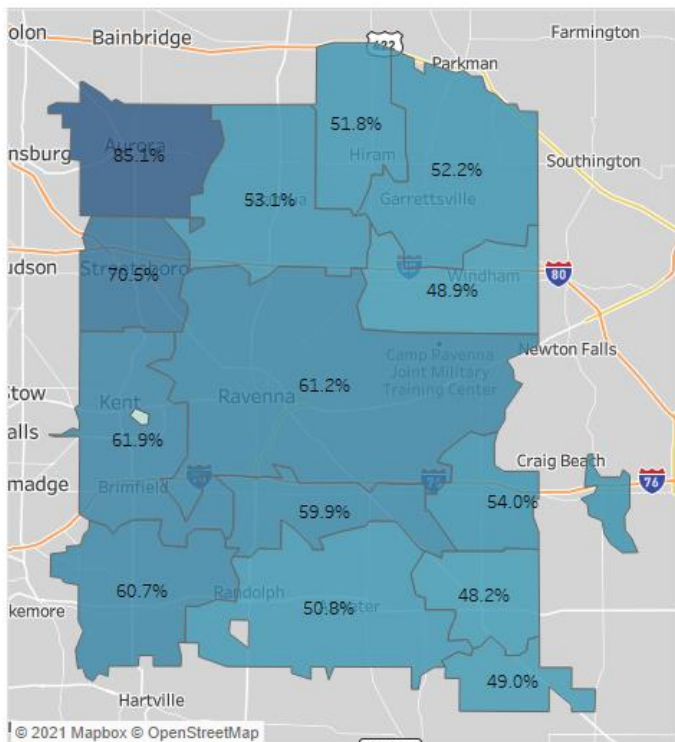 olon
Bainbridge
422
Farmington
Parkman
nsburg
Aurora
85.1%
51.8%
Hiram
52.2%
Southington
53.1%
Garrettsville
udson
Streetsboro
70.5%
80
Windham
48.9%
80
Camp Ravenna
Joint Military
Training Center
Newton Falls
61.2%
Stow
Kent
Ravenna
alls
61.9%
Craig Beach
madge
Brimfield
76
76
54.0%
59.9%
60.7%
Randolph
50.8%
48.2%
kemore
49.0%
Hartville
© 2021 Mapbox © OpenStreetMap